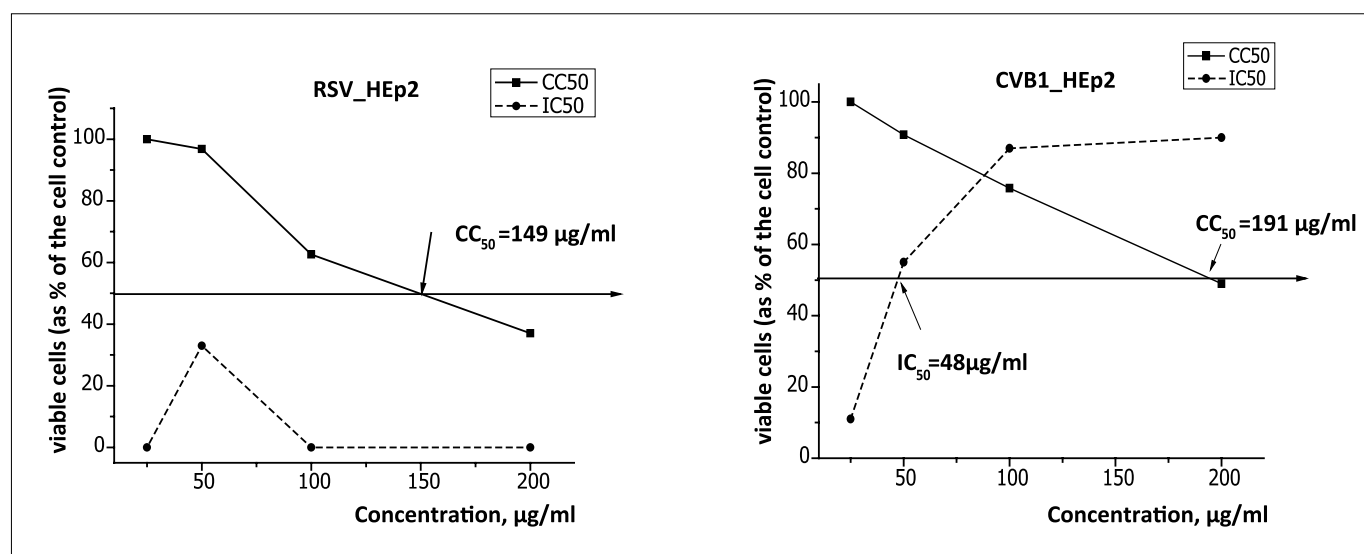 RSV_HEp2
CC50
IC50
viable cells (as % of the cell control)
100
80
60
40
20
0
CC50 =149 µg/ml
50
100
150
200
Concentration, µg/ml
CVB1_HEp2
CC50
IC50
viable cells (as % of the cell control)
100
80
60
40
20
0
CC50 =191 µg/ml
IC50=48µg/ml
50
100
150
200
Concentration, µg/ml